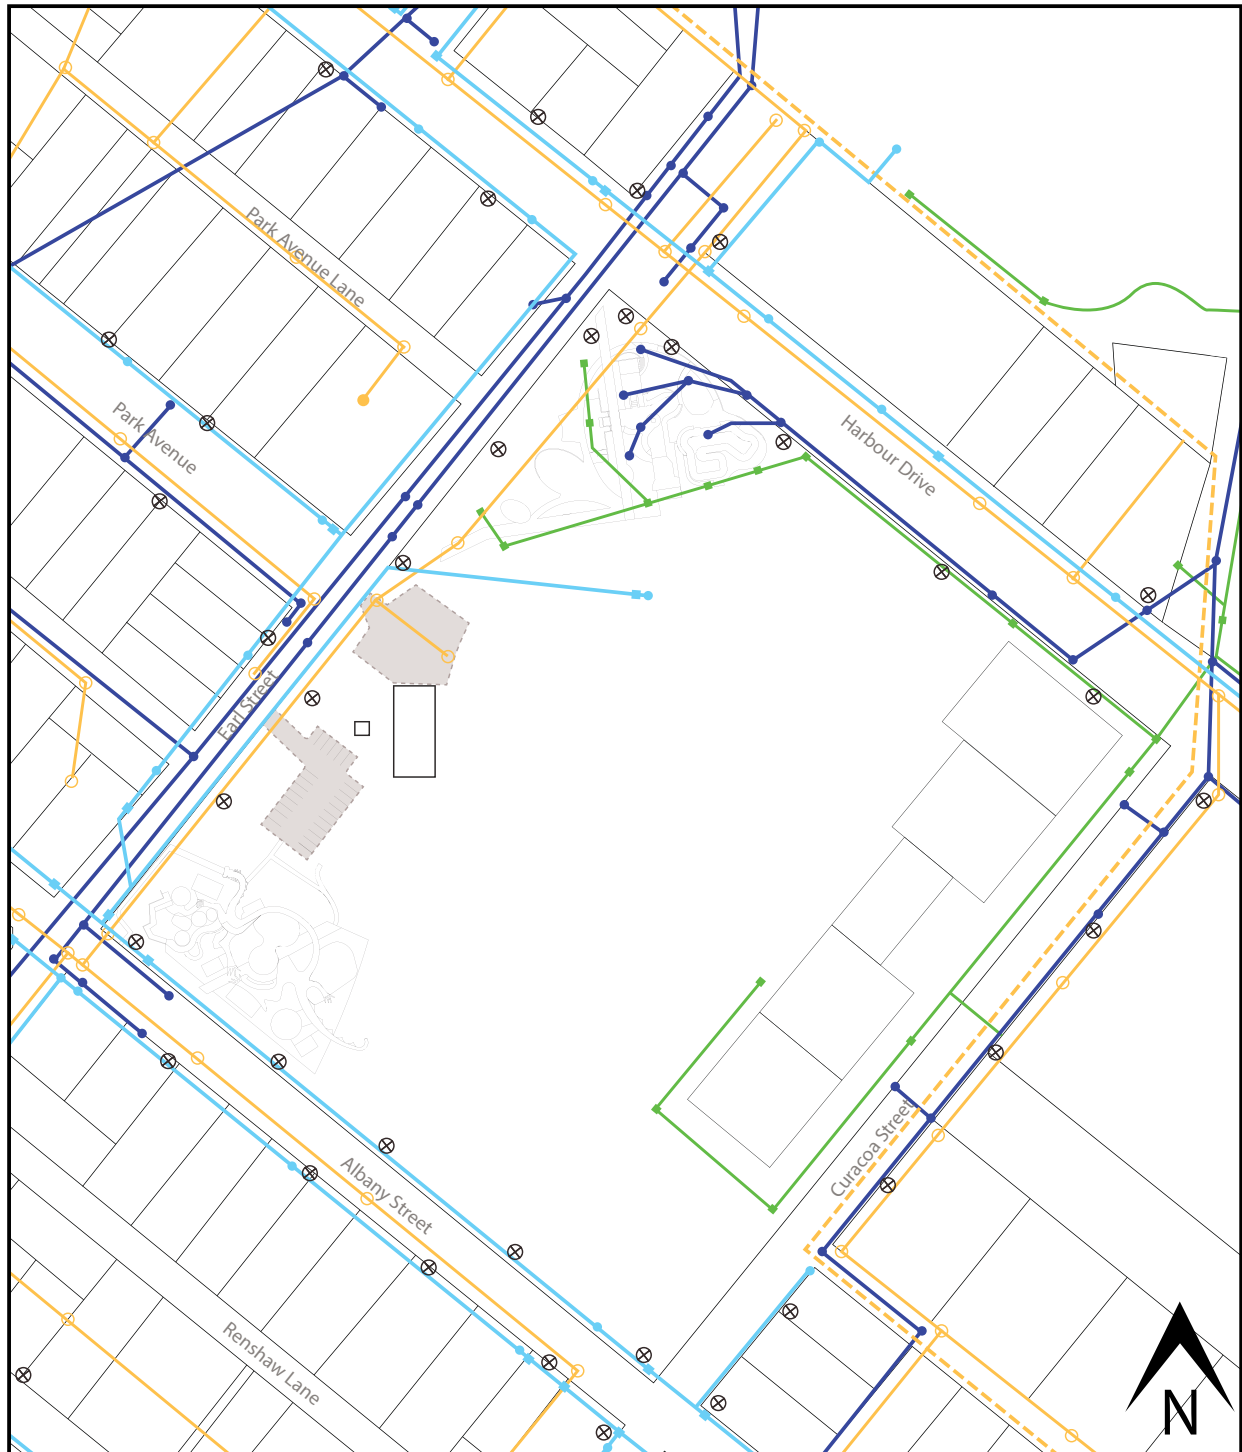 Park Avenue Lane
Park Avenue
Harbour Drive
Earl Street
Curacoa Street
Albany Street
Renshaw Lane
N